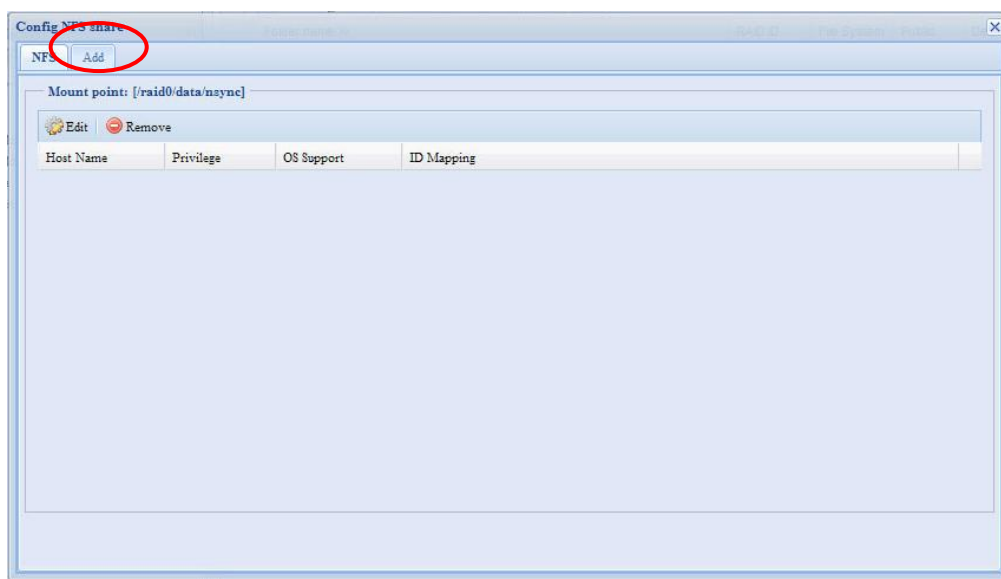 Config NFS share
NFS Add
Mount point: [/raid0/data/nsync]
Edit Remove
Host Name Privilege OS Support ID Mapping